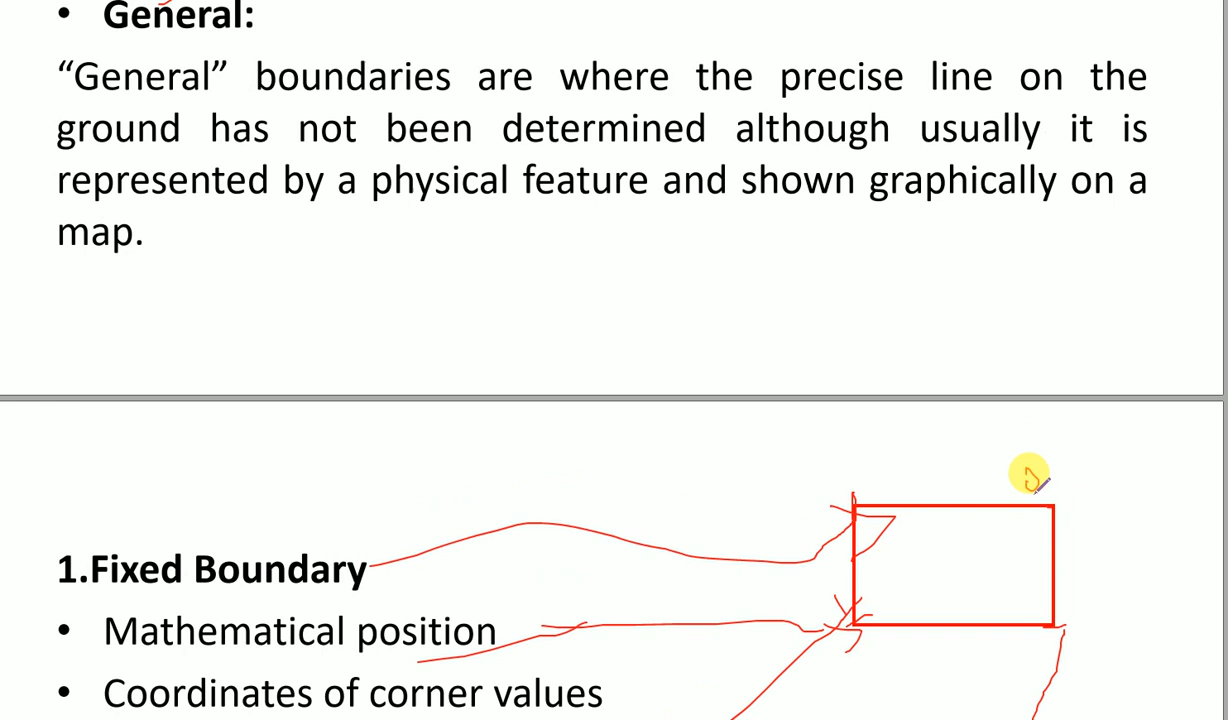 • General:
“General” boundaries are where the precise line on the
ground has not been determined although usually it is
represented by a physical feature and shown graphically on a
map.
1.Fixed Boundary
• Mathematical position
• Coordinates of corner values